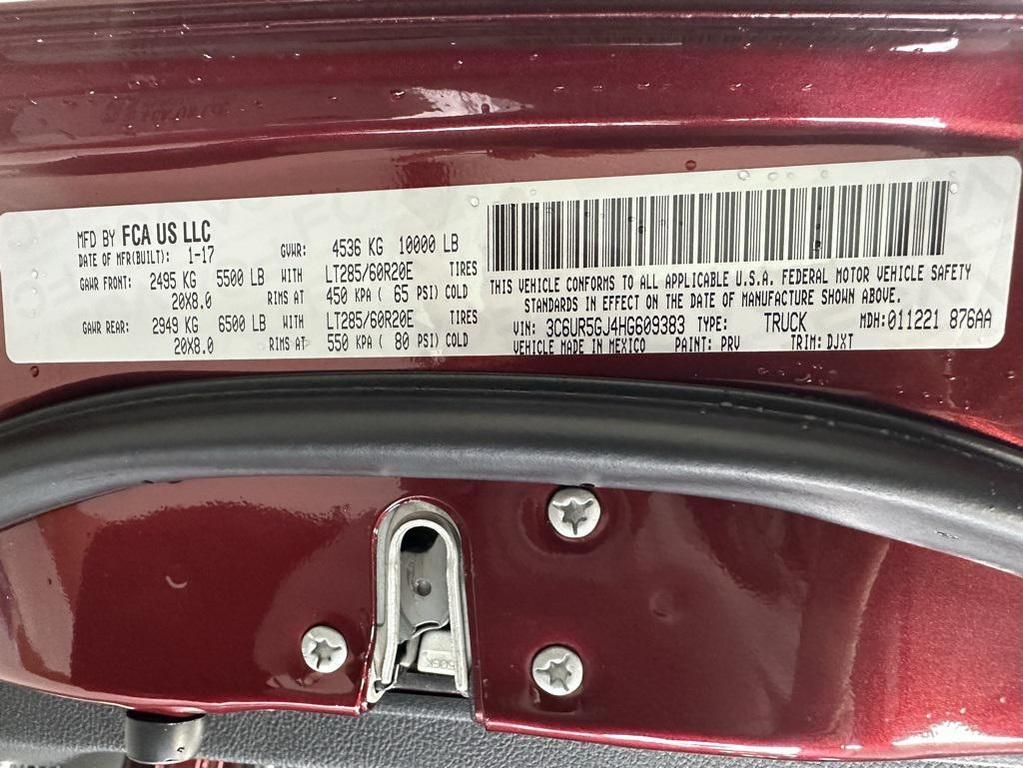 MFD BY FCA US LLC
DATE OF MFR(BUILT): 1-17 GVWR: 4536 KG 10000 LB
GAWR FRONT: 2495 KG 5500 LB WITH LT285/60R20E TIRES
20X8.0 RIMS AT 450 KPA ( 65 PSI) COLD
GAWR REAR: 2949 KG 6500 LB WITH LT285/60R20E TIRES
20X8.0 RIMS AT 550 KPA ( 80 PSI) COLD
THIS VEHICLE CONFORMS TO ALL APPLICABLE U.S.A. FEDERAL MOTOR VEHICLE SAFETY
STANDARDS IN EFFECT ON THE DATE OF MANUFACTURE SHOWN ABOVE.
VIN: 3C6UR5GJ4HG609383 TYPE: TRUCK MDH: 011221 876AA
VEHICLE MADE IN MEXICO PAINT: PRV TRIM: DJXT